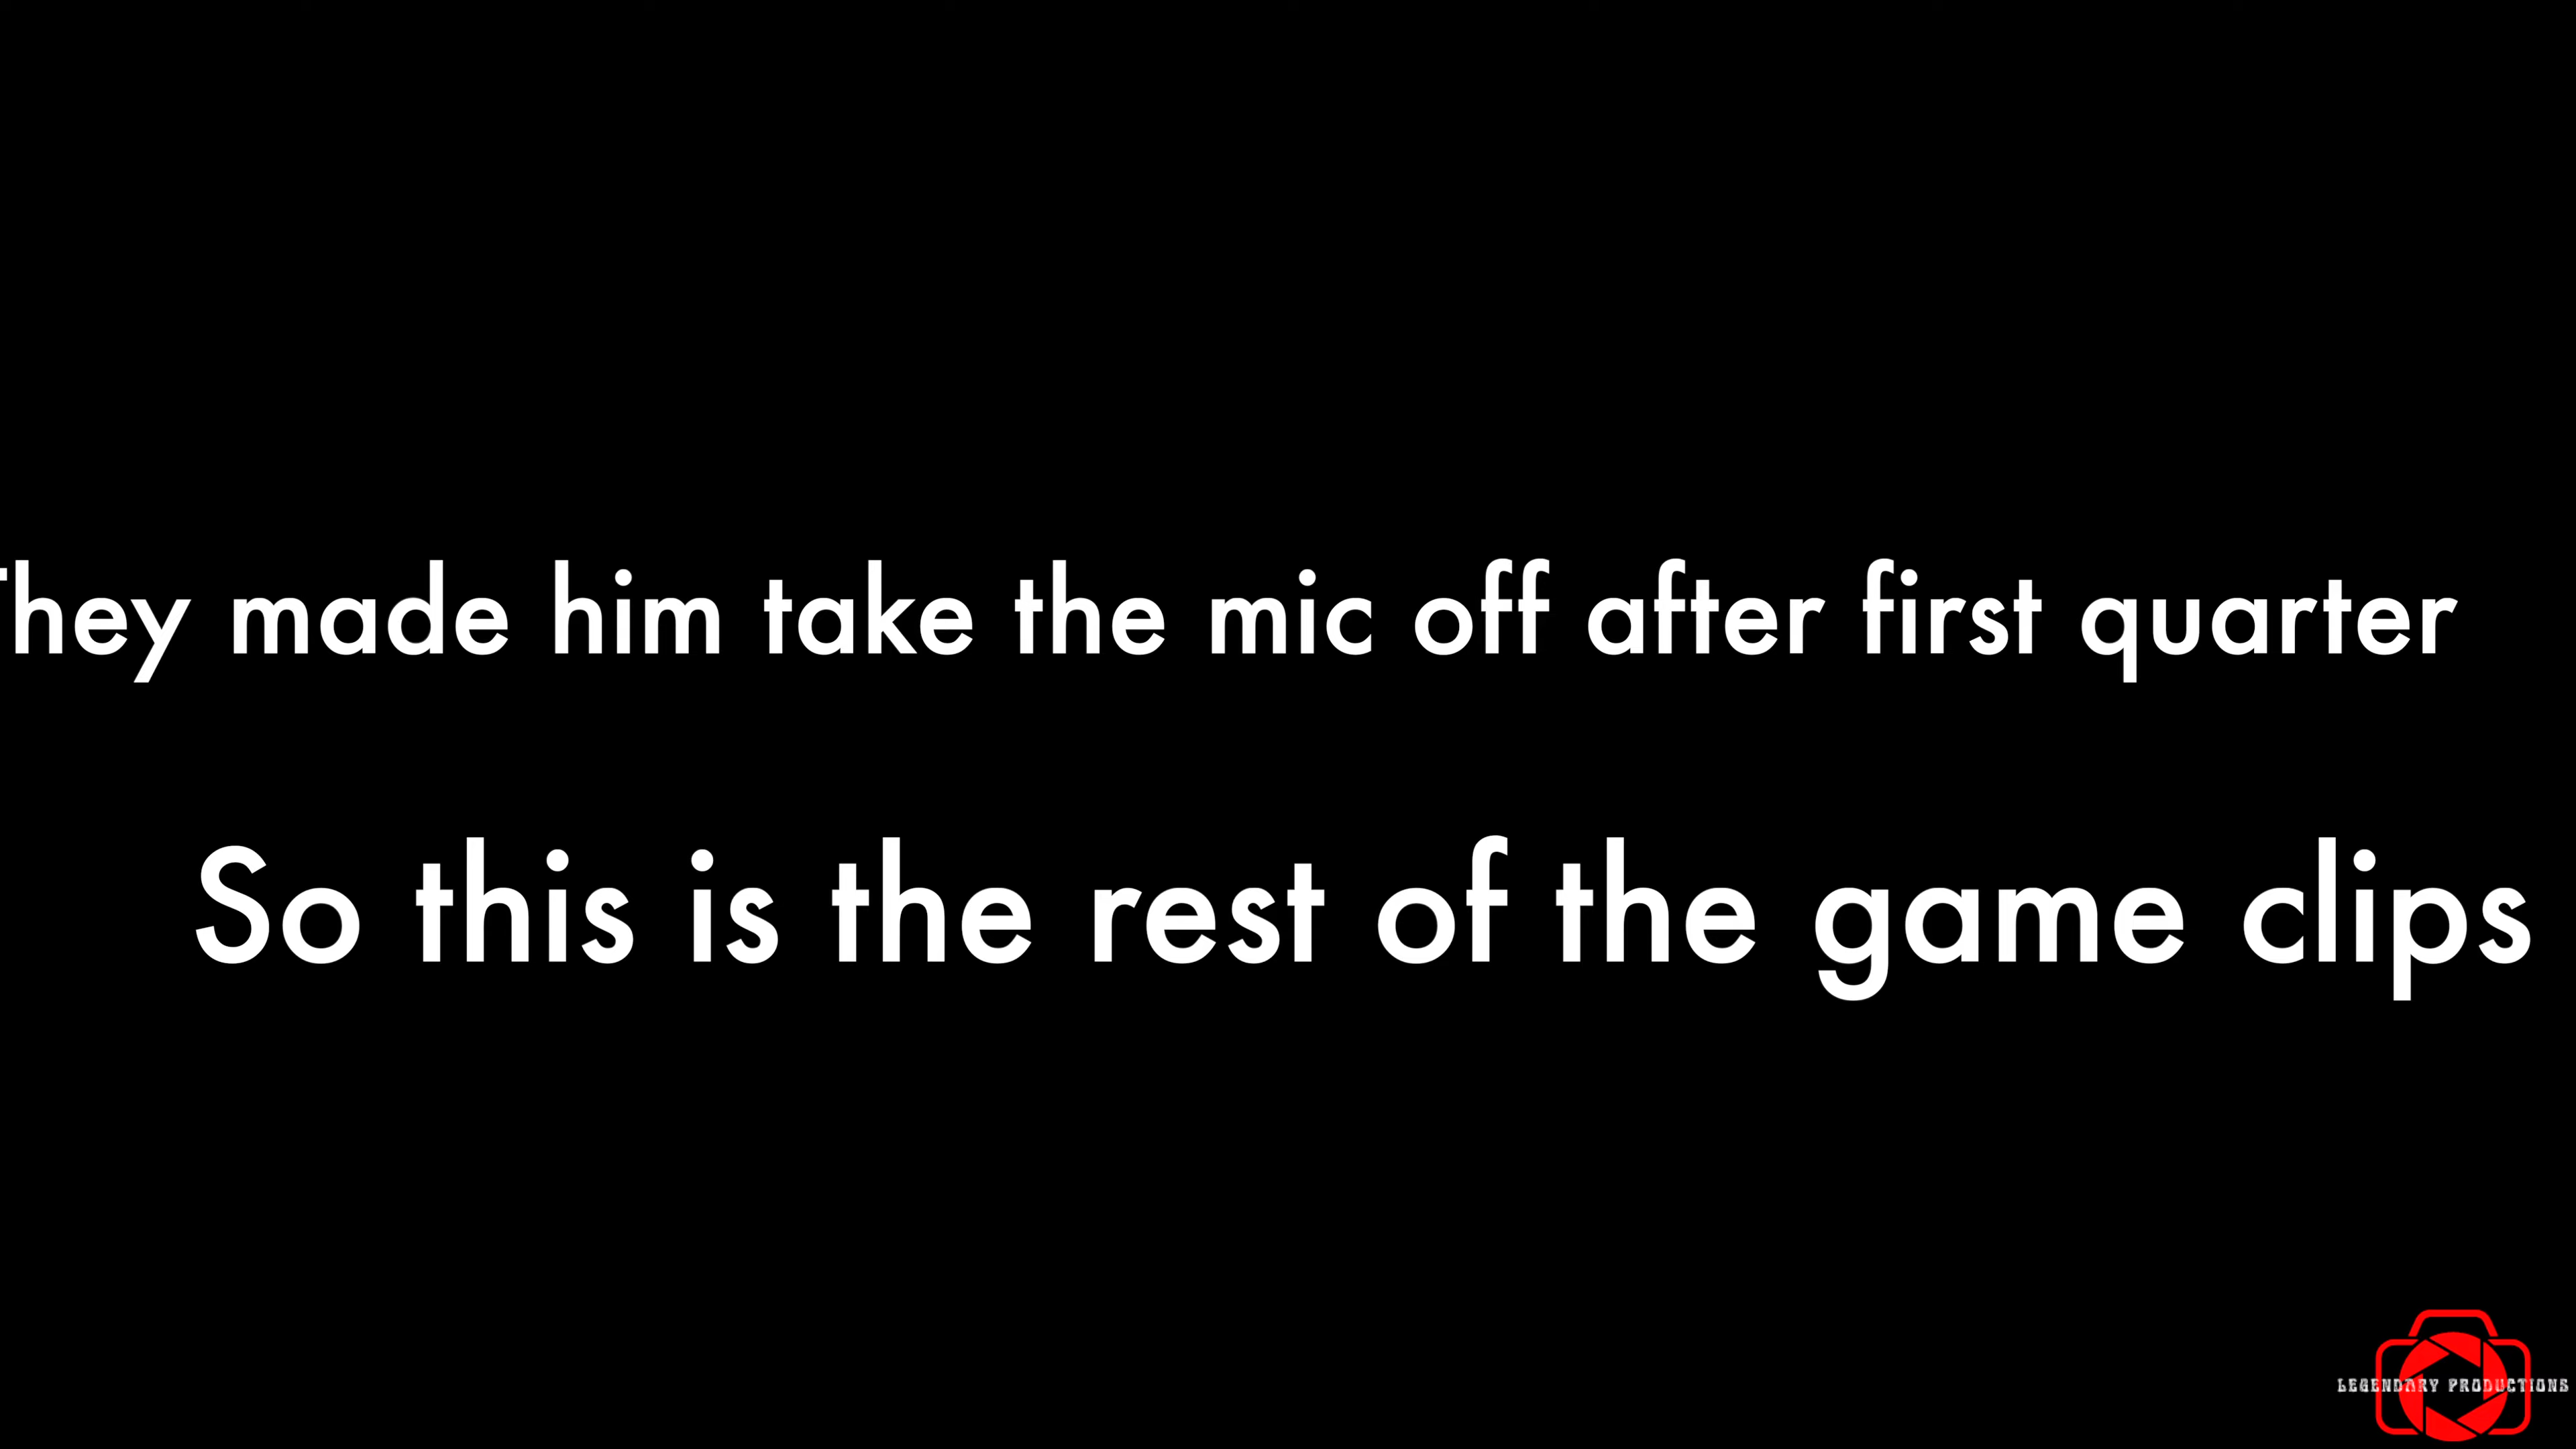 They made him take the mic off after first quarter
So this is the rest of the game clips
LEGENDARY PRODUCTIONS